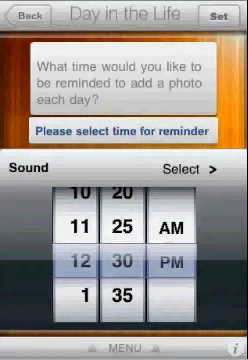 Back Day in the Life Set
What time would you like to
be reminded to add a photo
each day?
Please select time for reminder
Sound Select >
10 20
11 25 AM
12 30 PM
1 35
MENU i